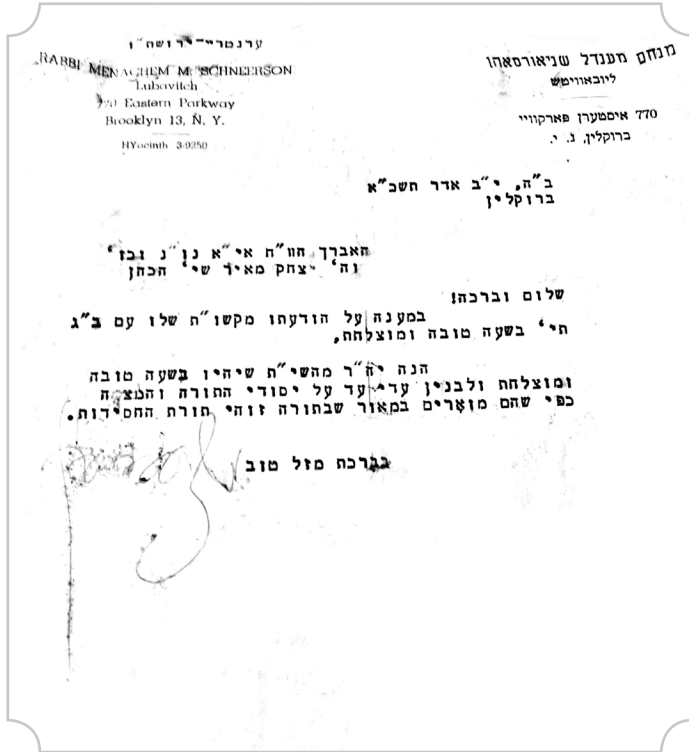 RABBI MENACHEM M. SCHNEERSON
Lubavitch
770 Eastern Parkway
Brooklyn 13, N. Y.
HYacinth 3-9250
מנחם מענדל שניאורסאהן
ליובאוויטש
770 איסטערן פארקוויי
ברוקלין, נ. י.
ב"ה, י"ב אדר תשכ"א
ברוקלין
האברך הוו"ח אי"א נו"נ וכו'
וה' יצחק מאיר שי' הכהן
שלום וברכה!
במענה על הודעתו מקשו"ת שלו עם ב"ג
תי' בשעה טובה ומוצלחת,
הנה יה"ר מהשי"ת שיהיו בשעה טובה
ומוצלחת ולבנין עדי עד על יסודי התורה והמצוה
כפי שהם מוארים במאור שבתורה זוהי תורת החסידות.
בברכת מזל טוב